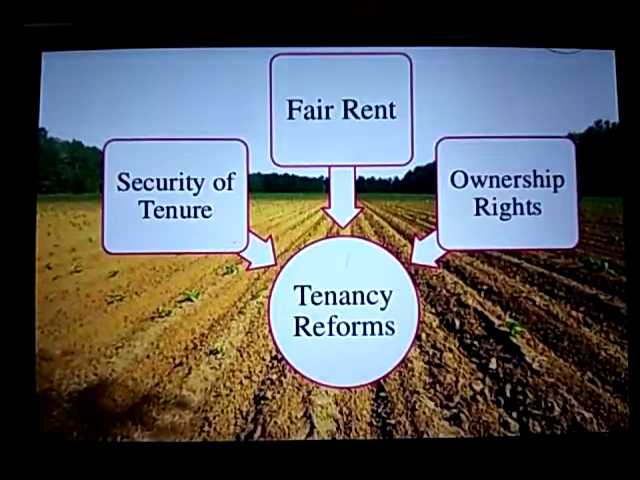 Fair Rent
Security of
Tenure
Ownership
Rights
Tenancy
Reforms